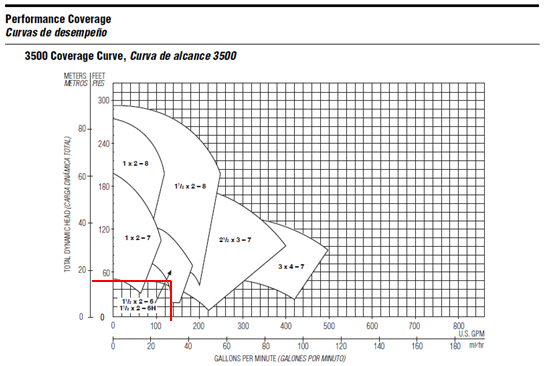 Performance Coverage
Curvas de desempeño
3500 Coverage Curve, Curva de alcance 3500
METERS FEET
METROS PIES
TOTAL DYNAMIC HEAD (CARGA DINÁMICA TOTAL)
300
80
240
1 x 2 – 8
60
180
1½ x 2 – 8
40
120
1 x 2 – 7
2½ x 3 – 7
3 x 4 – 7
20
60
1½ x 2 – 6
1½ x 2 – 6H
0 0
0 100 200 300 400 500 600 700 800
U.S. GPM
0 20 40 60 80 100 120 140 160 180 m³/hr
GALLONS PER MINUTE (GALONES POR MINUTO)